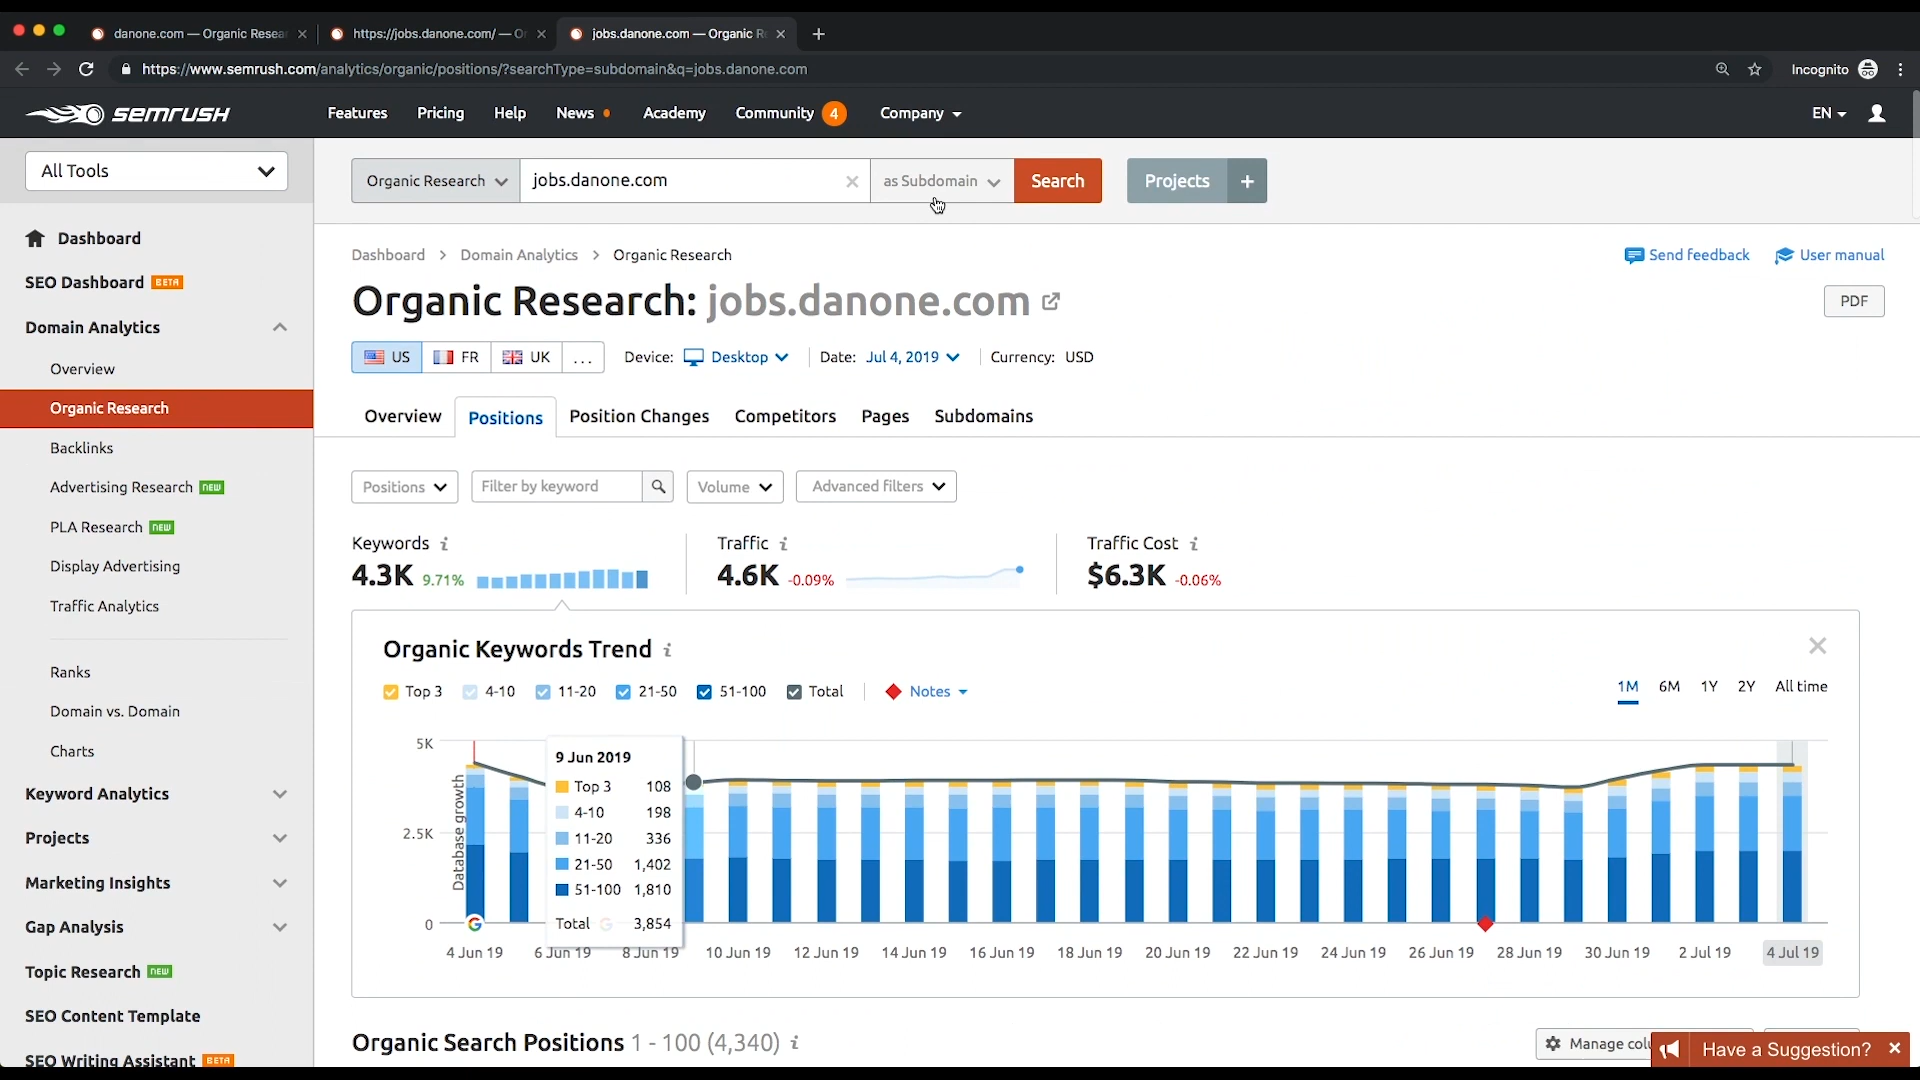 danone.com — Organic Resea
https://jobs.danone.com/ — O
jobs.danone.com — Organic R
https://www.semrush.com/analytics/organic/positions/?searchType=subdomain&q=jobs.danone.com
Incognito
semrush
Features
Pricing
Help
News
Academy
Community 4
Company
EN
All Tools
Organic Research
jobs.danone.com
as Subdomain
Search
Projects +
Dashboard
SEO Dashboard BETA
Domain Analytics
Overview
Organic Research
Backlinks
Advertising Research new
PLA Research new
Display Advertising
Traffic Analytics
Ranks
Domain vs. Domain
Charts
Keyword Analytics
Projects
Marketing Insights
Gap Analysis
Topic Research new
SEO Content Template
SEO Writing Assistant BETA
Dashboard > Domain Analytics > Organic Research
Send feedback
User manual
Organic Research: jobs.danone.com
PDF
US
FR
UK
...
Device: Desktop
Date: Jul 4, 2019
Currency: USD
Overview
Positions
Position Changes
Competitors
Pages
Subdomains
Positions
Filter by keyword
Volume
Advanced filters
Keywords i
4.3K 9.71%
Traffic i
4.6K -0.09%
Traffic Cost i
$6.3K -0.06%
Organic Keywords Trend i
Top 3
4-10
11-20
21-50
51-100
Total
Notes
1M
6M
1Y
2Y
All time
5K
2.5K
0
Database growth
9 Jun 2019
Top 3 108
4-10 198
11-20 336
21-50 1,402
51-100 1,810
Total 3,854
4 Jun 19
6 Jun 19
8 Jun 19
10 Jun 19
12 Jun 19
14 Jun 19
16 Jun 19
18 Jun 19
20 Jun 19
22 Jun 19
24 Jun 19
26 Jun 19
28 Jun 19
30 Jun 19
2 Jul 19
4 Jul 19
Organic Search Positions 1 - 100 (4,340) i
Manage colu
Have a Suggestion?